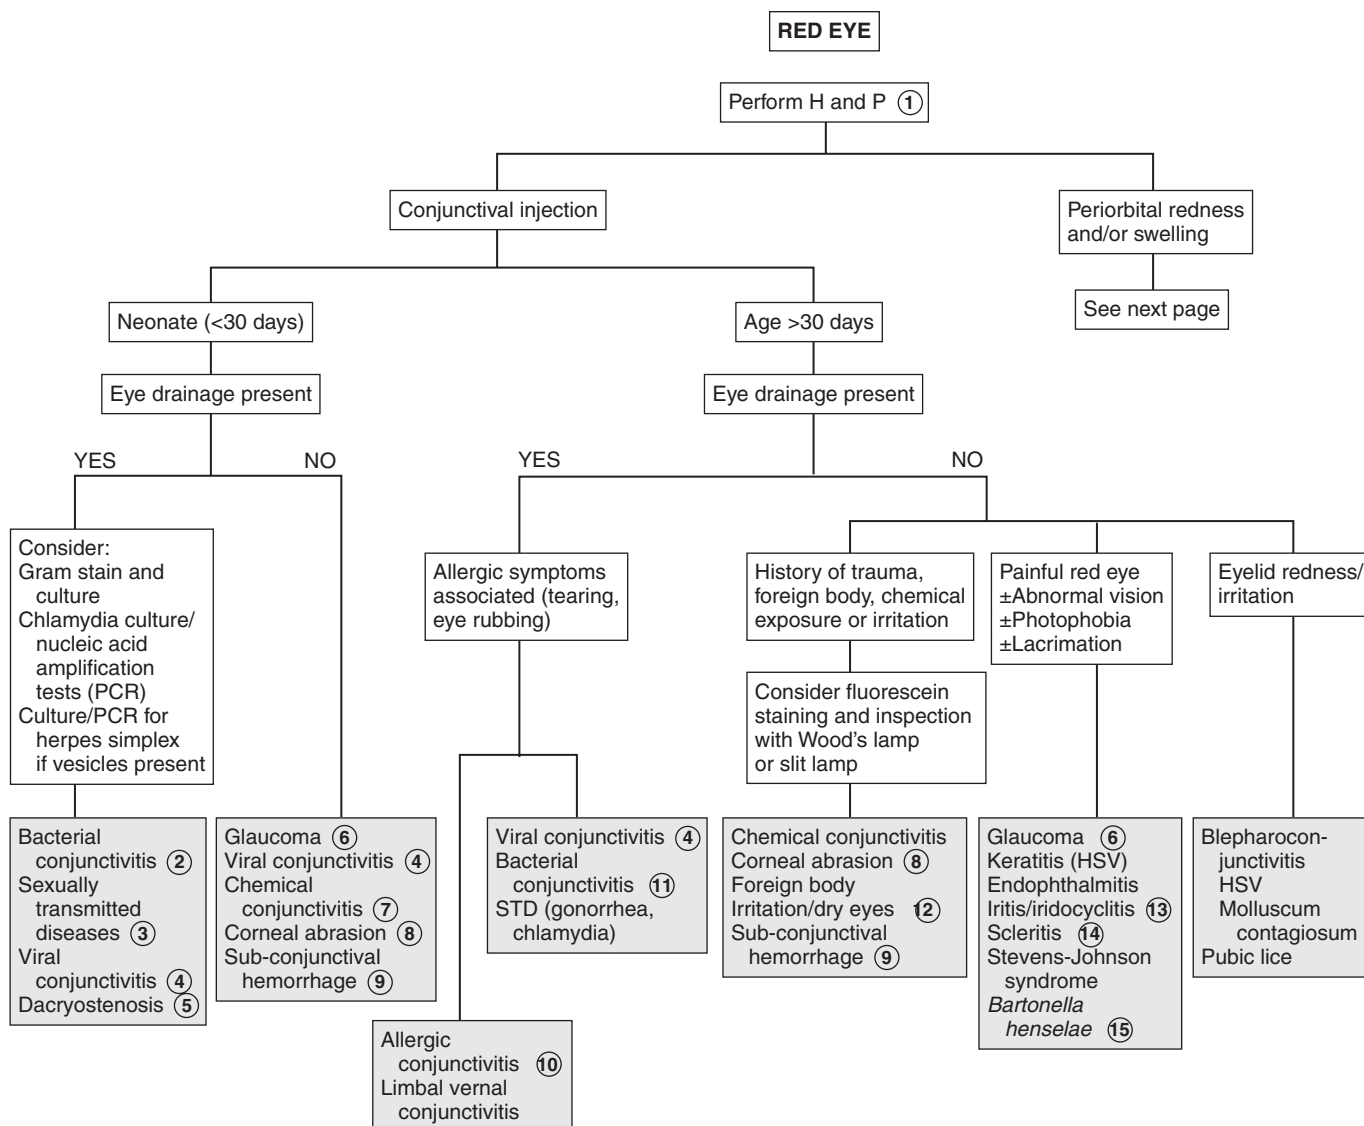 RED EYE
Perform H and P 1
Conjunctival injection
Periorbital redness
and/or swelling
See next page
Neonate (<30 days)
Age >30 days
Eye drainage present
Eye drainage present
YES
NO
YES
NO
Consider:
Gram stain and
culture
Chlamydia culture/
nucleic acid
amplification
tests (PCR)
Culture/PCR for
herpes simplex
if vesicles present
Allergic symptoms
associated (tearing,
eye rubbing)
History of trauma,
foreign body, chemical
exposure or irritation
Consider fluorescein
staining and inspection
with Wood's lamp
or slit lamp
Painful red eye
±Abnormal vision
±Photophobia
±Lacrimation
Eyelid redness/
irritation
Bacterial
conjunctivitis 2
Sexually
transmitted
diseases 3
Viral
conjunctivitis 4
Dacryostenosis 5
Glaucoma 6
Viral conjunctivitis 4
Chemical
conjunctivitis 7
Corneal abrasion 8
Sub-conjunctival
hemorrhage 9
Allergic
conjunctivitis 10
Limbal vernal
conjunctivitis
Viral conjunctivitis 4
Bacterial
conjunctivitis 11
STD (gonorrhea,
chlamydia)
Chemical conjunctivitis
Corneal abrasion 8
Foreign body
Irritation/dry eyes 12
Sub-conjunctival
hemorrhage 9
Glaucoma 6
Keratitis (HSV)
Endophthalmitis
Iritis/iridocyclitis 13
Scleritis 14
Stevens-Johnson
syndrome
Bartonella
henselae 15
Blepharocon-
junctivitis
HSV
Molluscum
contagiosum
Pubic lice